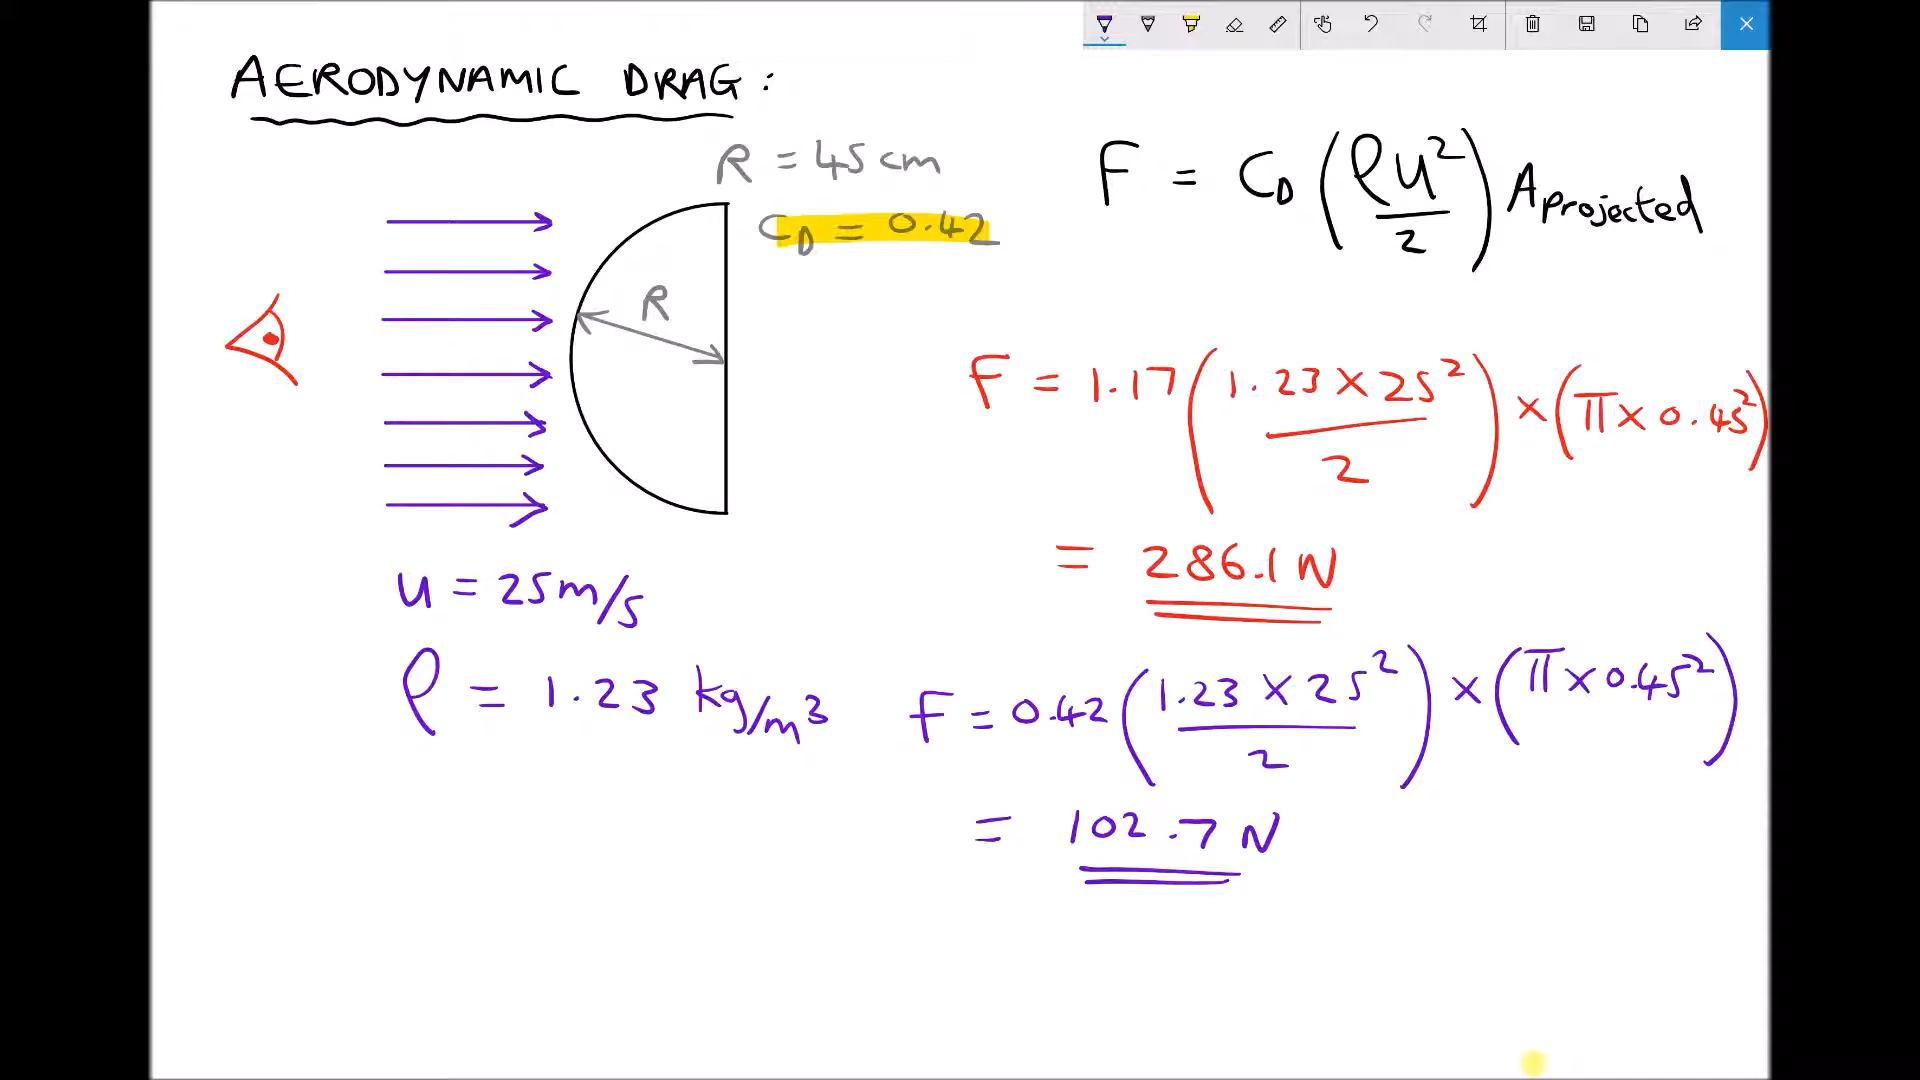 AERODYNAMIC DRAG:
R = 45 cm
C_D = 0.42
R
u = 25 m/s
ρ = 1.23 kg/m³
F = C_D (ρu²/2) A projected
F = 1.17 (1.23 × 25²/2) × (π × 0.45²)
= 286.1 N
F = 0.42 (1.23 × 25²/2) × (π × 0.45²)
= 102.7 N